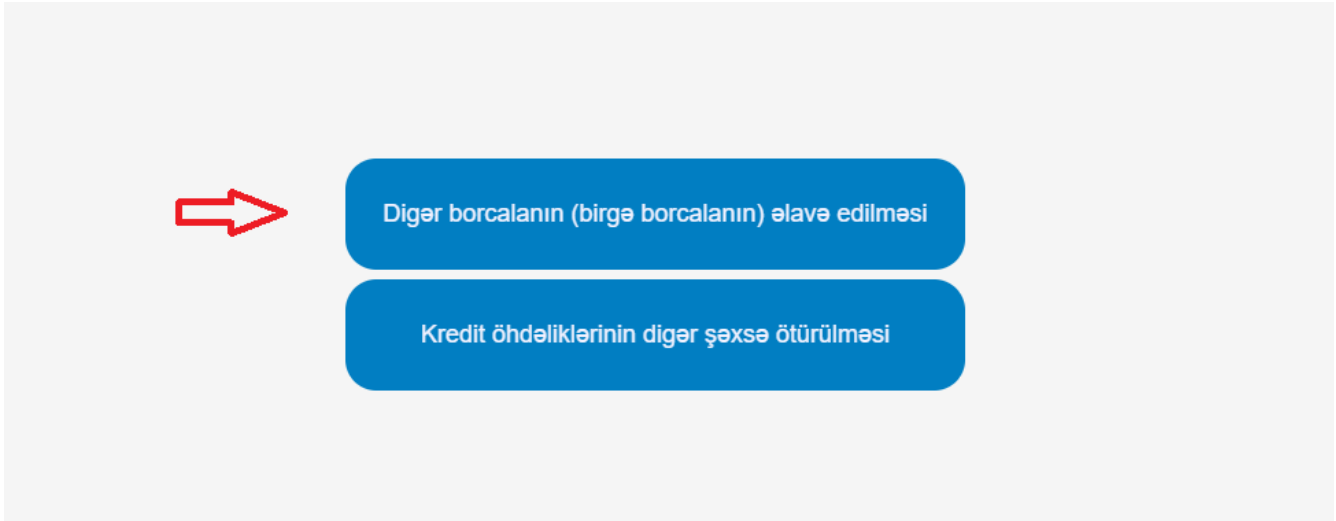 Digər borcalanın (birgə borcalanın) əlavə edilməsi
Kredit öhdəliklərinin digər şəxsə ötürülməsi